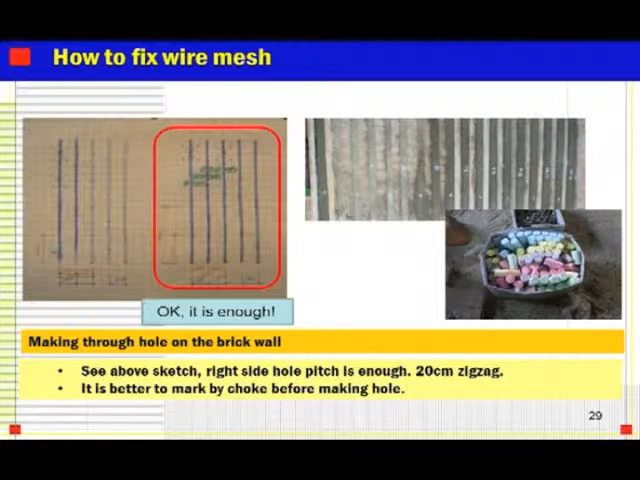 How to fix wire mesh
OK, it is enough!
Making through hole on the brick wall
• See above sketch, right side hole pitch is enough. 20cm zigzag.
• It is better to mark by choke before making hole.
29